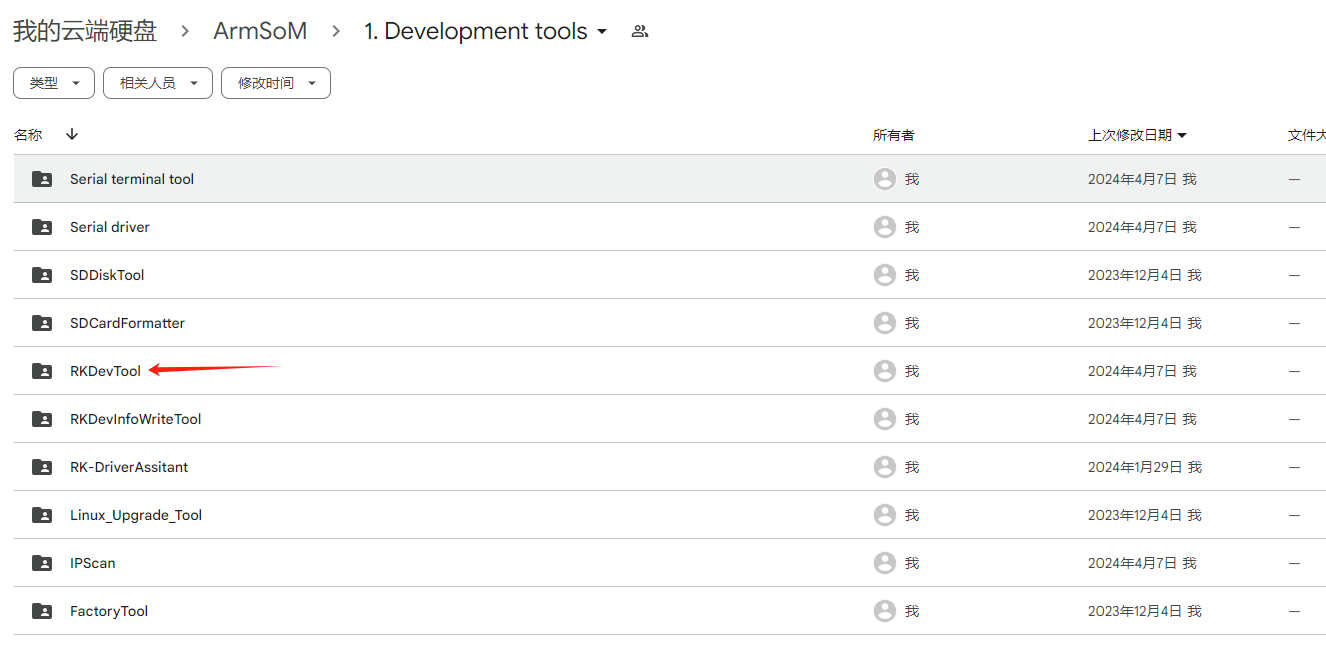 我的云端硬盘 > ArmSoM > 1. Development tools
类型 相关人员 修改时间
名称 所有者 上次修改日期 文件大
Serial terminal tool 我 2024年4月7日 我 —
Serial driver 我 2024年4月7日 我 —
SDDiskTool 我 2023年12月4日 我 —
SDCardFormatter 我 2023年12月4日 我 —
RKDevTool 我 2024年4月7日 我 —
RKDevInfoWriteTool 我 2024年4月7日 我 —
RK-DriverAssitant 我 2024年1月29日 我 —
Linux_Upgrade_Tool 我 2023年12月4日 我 —
IPScan 我 2024年4月7日 我 —
FactoryTool 我 2023年12月4日 我 —